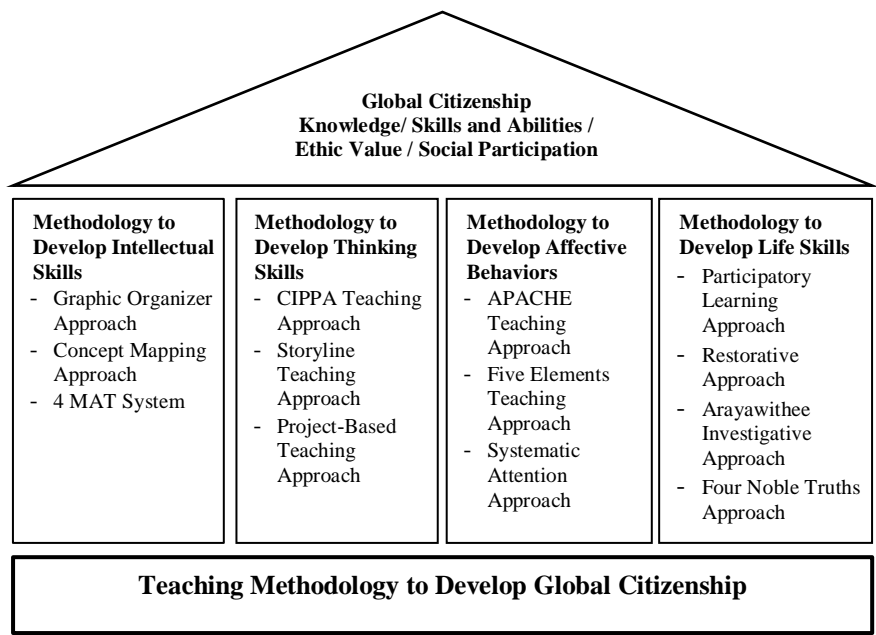 Global Citizenship
Knowledge/ Skills and Abilities /
Ethic Value / Social Participation
Methodology to
Develop Intellectual
Skills
- Graphic Organizer
Approach
- Concept Mapping
Approach
- 4 MAT System
Methodology to
Develop Thinking
Skills
- CIPPA Teaching
Approach
- Storyline
Teaching
Approach
- Project-Based
Teaching
Approach
Methodology to
Develop Affective
Behaviors
- APACHE
Teaching
Approach
- Five Elements
Teaching
Approach
- Systematic
Attention
Approach
Methodology to
Develop Life Skills
- Participatory
Learning
Approach
- Restorative
Approach
- Arayawithee
Investigative
Approach
- Four Noble Truths
Approach
Teaching Methodology to Develop Global Citizenship